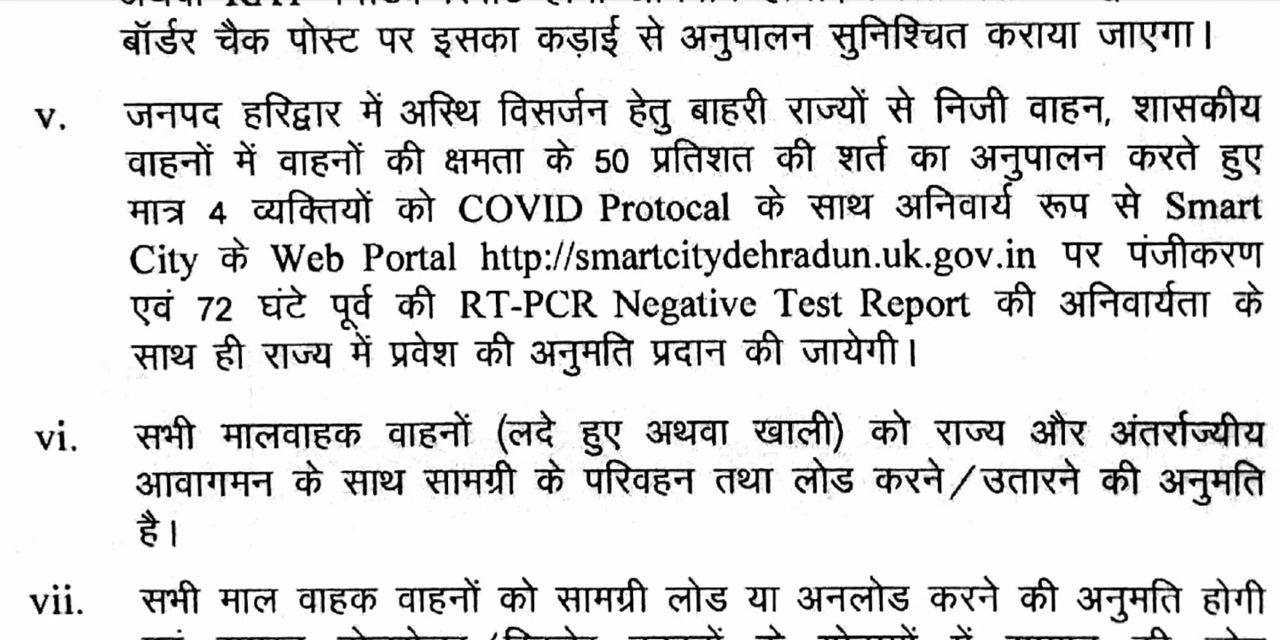 बॉर्डर चैक पोस्ट पर इसका कड़ाई से अनुपालन सुनिश्चित कराया जाएगा।
v. जनपद हरिद्वार में अस्थि विसर्जन हेतु बाहरी राज्यों से निजी वाहन, शासकीय
वाहनों में वाहनों की क्षमता के 50 प्रतिशत की शर्त का अनुपालन करते हुए
मात्र 4 व्यक्तियों को COVID Protocal के साथ अनिवार्य रूप से Smart
City के Web Portal http://smartcitydehradun.uk.gov.in पर पंजीकरण
एवं 72 घंटे पूर्व की RT-PCR Negative Test Report की अनिवार्यता के
साथ ही राज्य में प्रवेश की अनुमति प्रदान की जायेगी।
vi. सभी मालवाहक वाहनों (लदे हुए अथवा खाली) को राज्य और अंतर्राज्यीय
आवागमन के साथ सामग्री के परिवहन तथा लोड करने/उतारने की अनुमति
है।
vii. सभी माल वाहक वाहनों को सामग्री लोड या अनलोड करने की अनुमति होगी